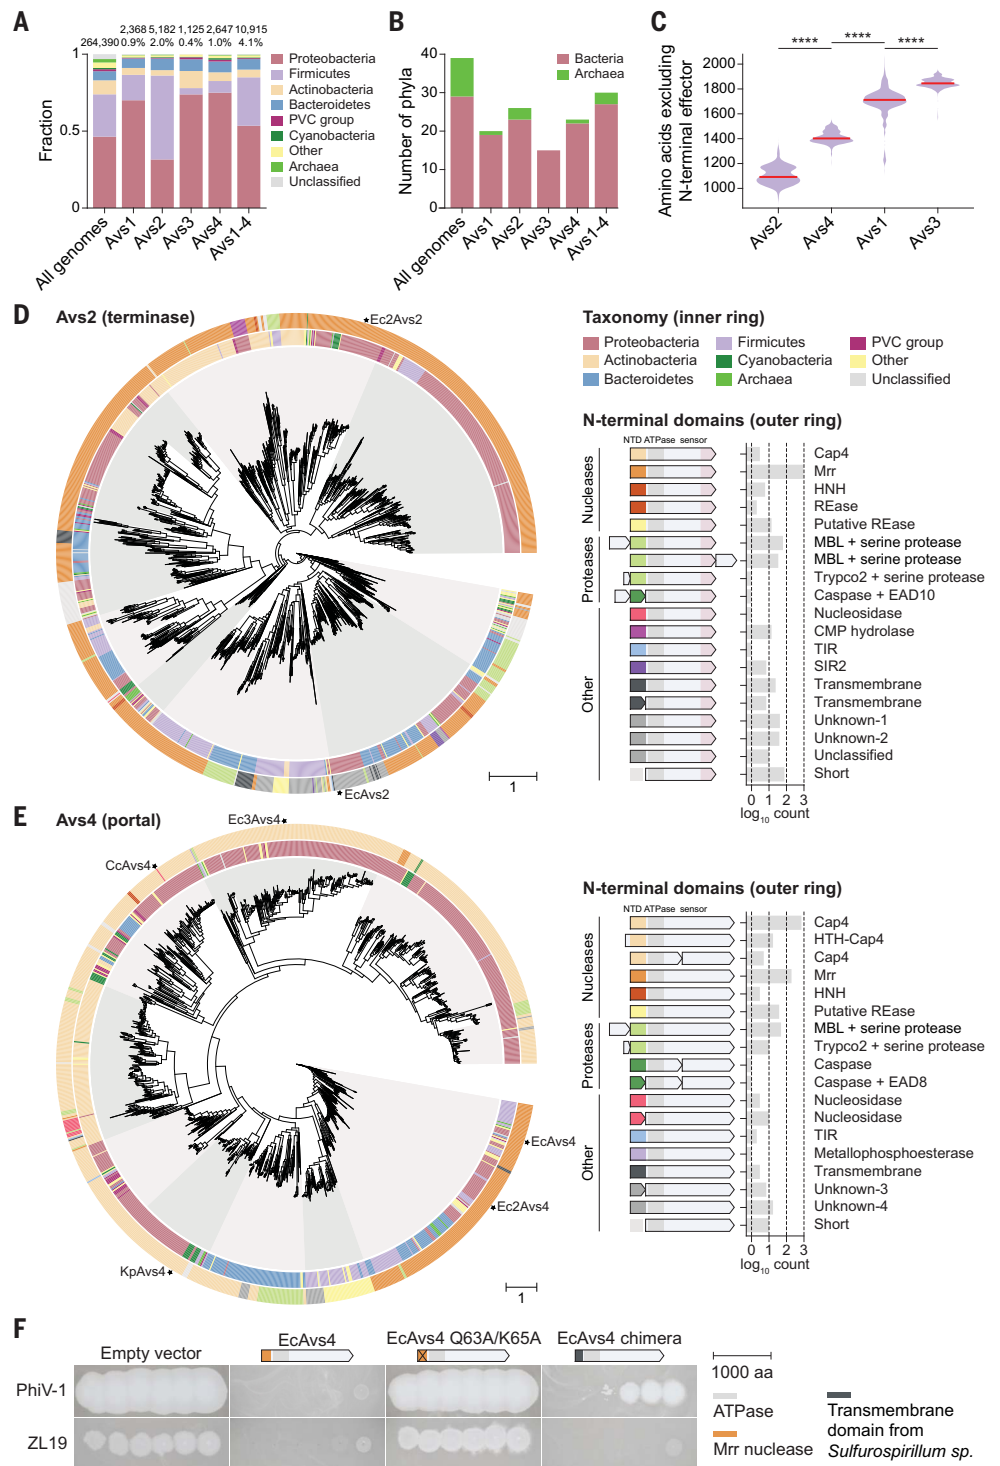 A
264,390
2,368
0.9%
5,182
2.0%
1,125
0.4%
2,647
1.0%
10,915
4.1%
1
0.5
0
Fraction
All genomes
Avs1
Avs2
Avs3
Avs4
Avs1-4
Proteobacteria
Firmicutes
Actinobacteria
Bacteroidetes
PVC group
Cyanobacteria
Other
Archaea
Unclassified
B
40
30
20
10
0
Number of phyla
Bacteria
Archaea
All genomes
Avs1
Avs2
Avs3
Avs4
Avs1-4
C
**** **** ****
2000
1800
1600
1400
1200
1000
Amino acids excluding
N-terminal effector
Avs2
Avs4
Avs1
Avs3
D
Avs2 (terminase)
Ec2Avs2
EcAvs2
1
Taxonomy (inner ring)
Proteobacteria
Firmicutes
PVC group
Actinobacteria
Cyanobacteria
Other
Bacteroidetes
Archaea
Unclassified
N-terminal domains (outer ring)
NTD ATPase sensor
Nucleases
Cap4
Mrr
HNH
REase
Putative REase
Proteases
MBL + serine protease
MBL + serine protease
Trypco2 + serine protease
Caspase + EAD10
Other
Nucleosidase
CMP hydrolase
TIR
SIR2
Transmembrane
Transmembrane
Unknown-1
Unknown-2
Unclassified
Short
0 1 2 3
log10 count
E
Avs4 (portal)
Ec3Avs4
CcAvs4
EcAvs4
Ec2Avs4
KpAvs4
1
N-terminal domains (outer ring)
NTD ATPase sensor
Nucleases
Cap4
HTH-Cap4
Cap4
Mrr
HNH
Putative REase
Proteases
MBL + serine protease
Trypco2 + serine protease
Caspase
Caspase + EAD8
Other
Nucleosidase
Nucleosidase
TIR
Metallophosphoesterase
Transmembrane
Unknown-3
Unknown-4
Short
0 1 2 3
log10 count
F
Empty vector
EcAvs4
EcAvs4 Q63A/K65A
EcAvs4 chimera
PhiV-1
ZL19
1000 aa
ATPase
Mrr nuclease
Transmembrane
domain from
Sulfurospirillum sp.